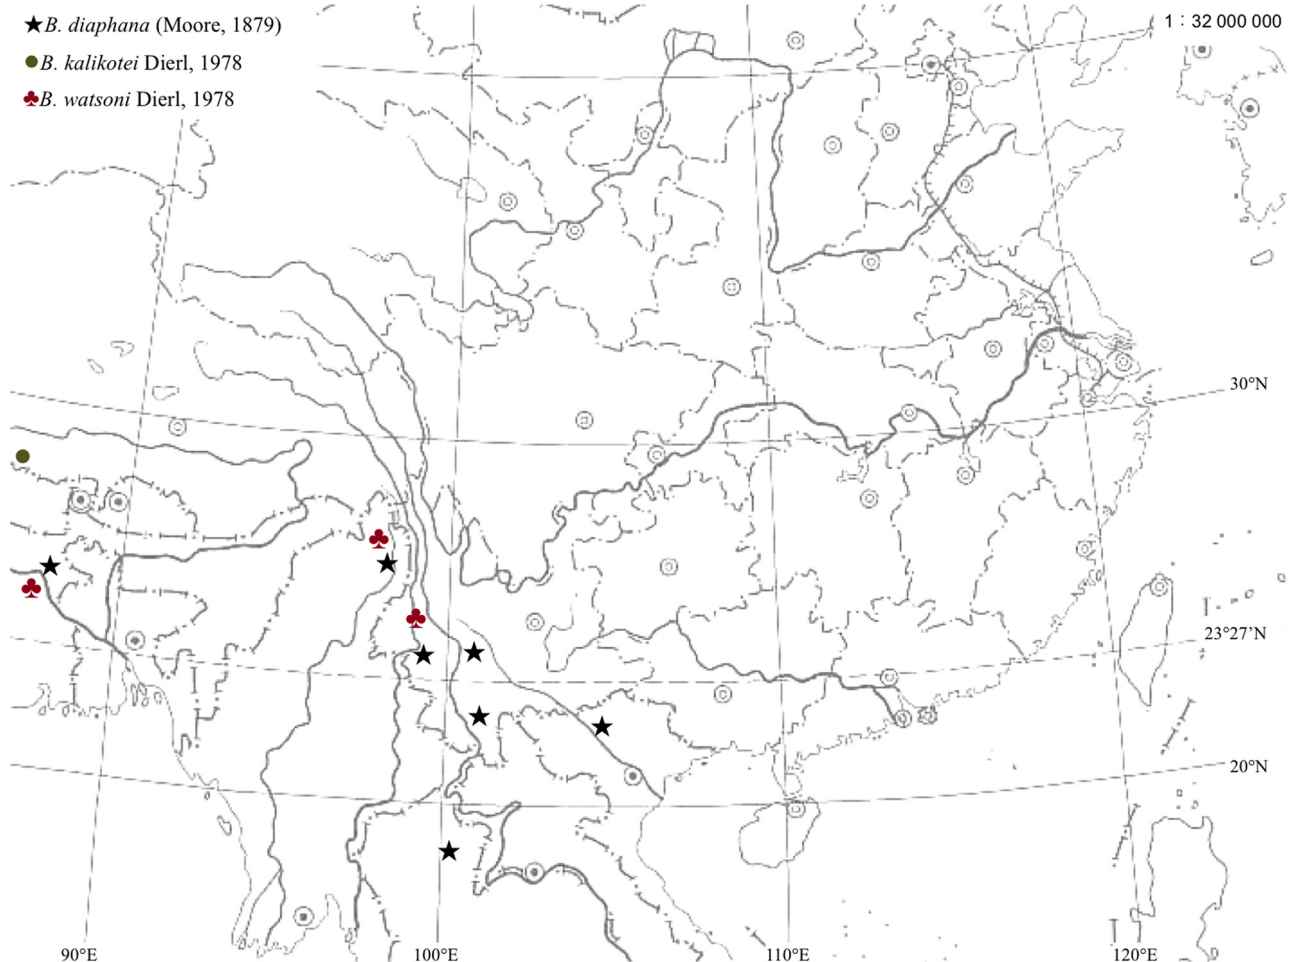 ★B. diaphana (Moore, 1879)
●B. kalikotei Dierl, 1978
♣B. watsoni Dierl, 1978
1 : 32 000 000
30°N
23°27′N
20°N
90°E
100°E
110°E
120°E